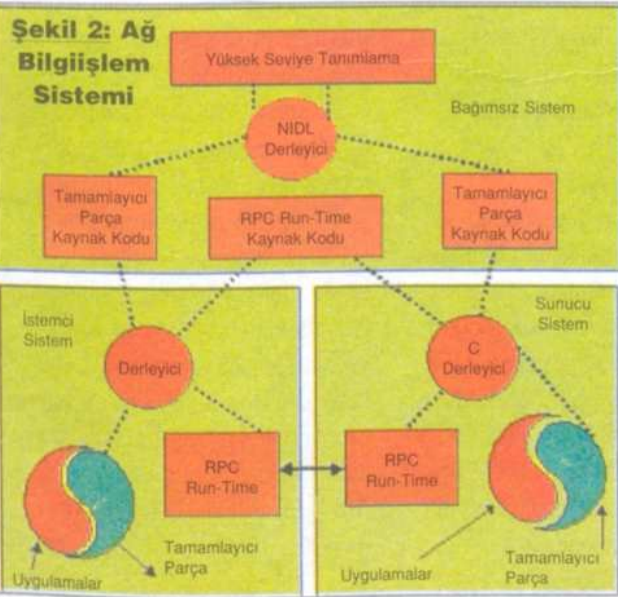 Şekil 2: Ağ
Bilgiişlem
Sistemi
Yüksek Seviye Tanımlama
Bağımsız Sistem
NIDL
Derleyici
Tamamlayıcı
Parça
Kaynak Kodu
RPC Run-Time
Kaynak Kodu
Tamamlayıcı
Parça
Kaynak Kodu
İstemci
Sistem
Derleyici
RPC
Run-Time
Uygulamalar
Tamamlayıcı
Parça
Sunucu
Sistem
C
Derleyici
RPC
Run-Time
Uygulamalar
Tamamlayıcı
Parça